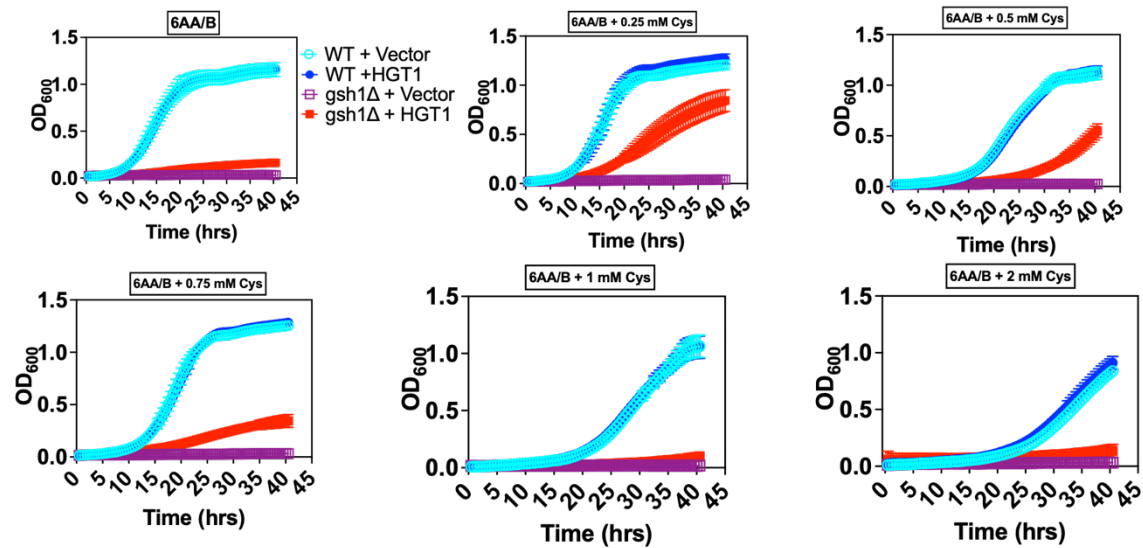 6AA/B
1.5
1.0
0.5
0.0
OD600
0 5 10 15 20 25 30 35 40 45
Time (hrs)
WT + Vector
WT +HGT1
gsh1Δ + Vector
gsh1Δ + HGT1
6AA/B + 0.25 mM Cys
1.5
1.0
0.5
0.0
OD600
0 5 10 15 20 25 30 35 40 45
Time (hrs)
6AA/B + 0.5 mM Cys
1.5
1.0
0.5
0.0
OD600
0 5 10 15 20 25 30 35 40 45
Time (hrs)
6AA/B + 0.75 mM Cys
1.5
1.0
0.5
0.0
OD600
0 5 10 15 20 25 30 35 40 45
Time (hrs)
6AA/B + 1 mM Cys
1.5
1.0
0.5
0.0
OD600
0 5 10 15 20 25 30 35 40 45
Time (hrs)
6AA/B + 2 mM Cys
1.5
1.0
0.5
0.0
OD600
0 5 10 15 20 25 30 35 40 45
Time (hrs)